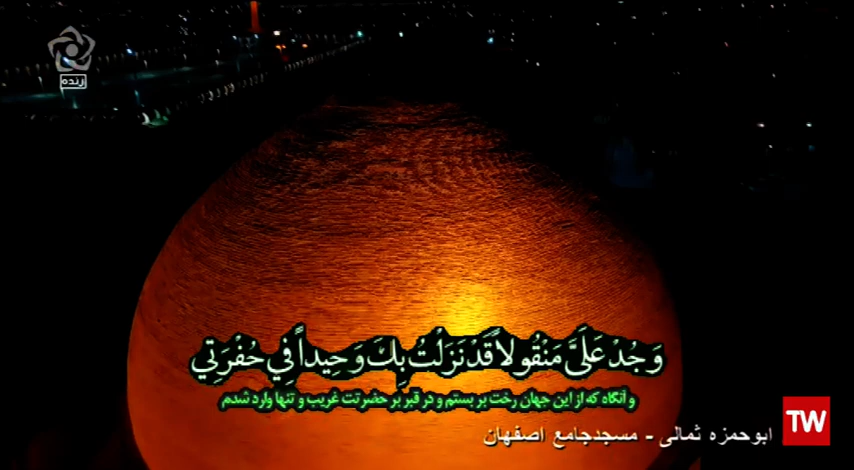 زنده
وَجُدْ عَلَيَّ مَنْقُولاً قَدْ نَزَلْتُ بِكَ وَحِيداً فِي حُفْرَتِي
و آنگاه که از این جهان رخت بر بستم و در قبر بر حضرتت غریب و تنها وارد شدم
ابوحمزه ثمالی - مسجدجامع اصفهان
TW